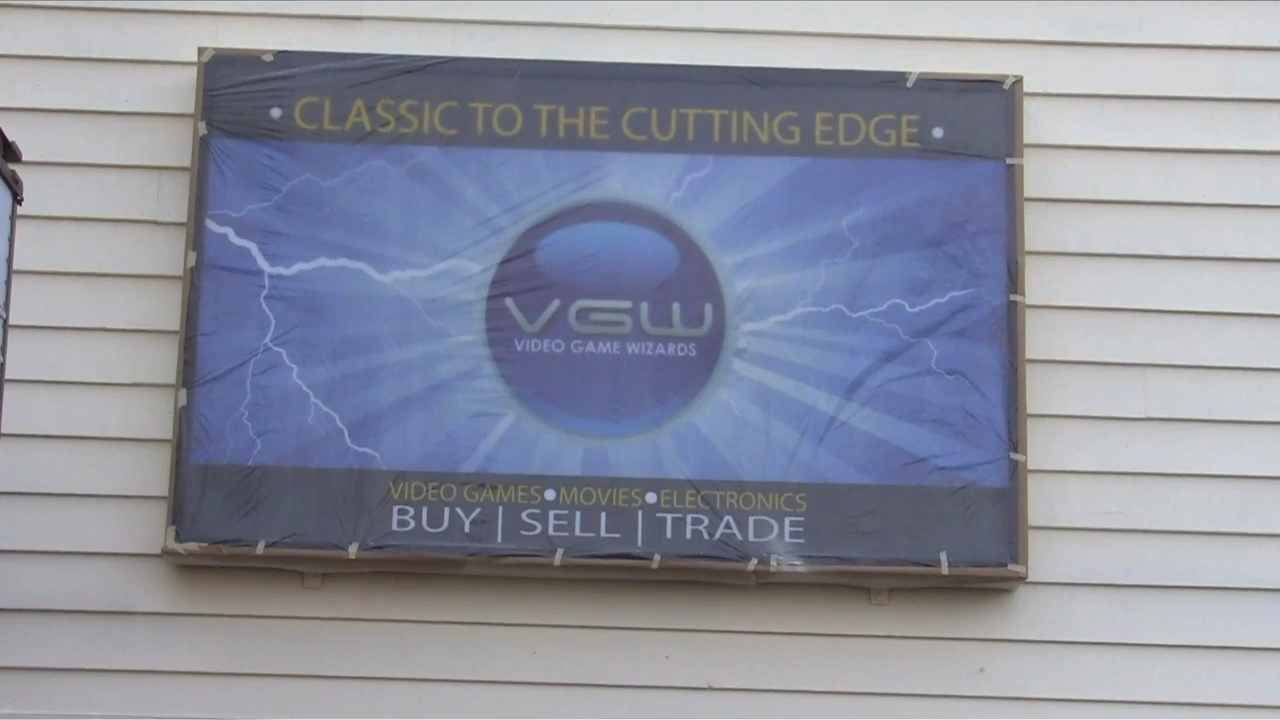 • CLASSIC TO THE CUTTING EDGE •
VGW
VIDEO GAME WIZARDS
VIDEO GAMES•MOVIES•ELECTRONICS
BUY | SELL | TRADE